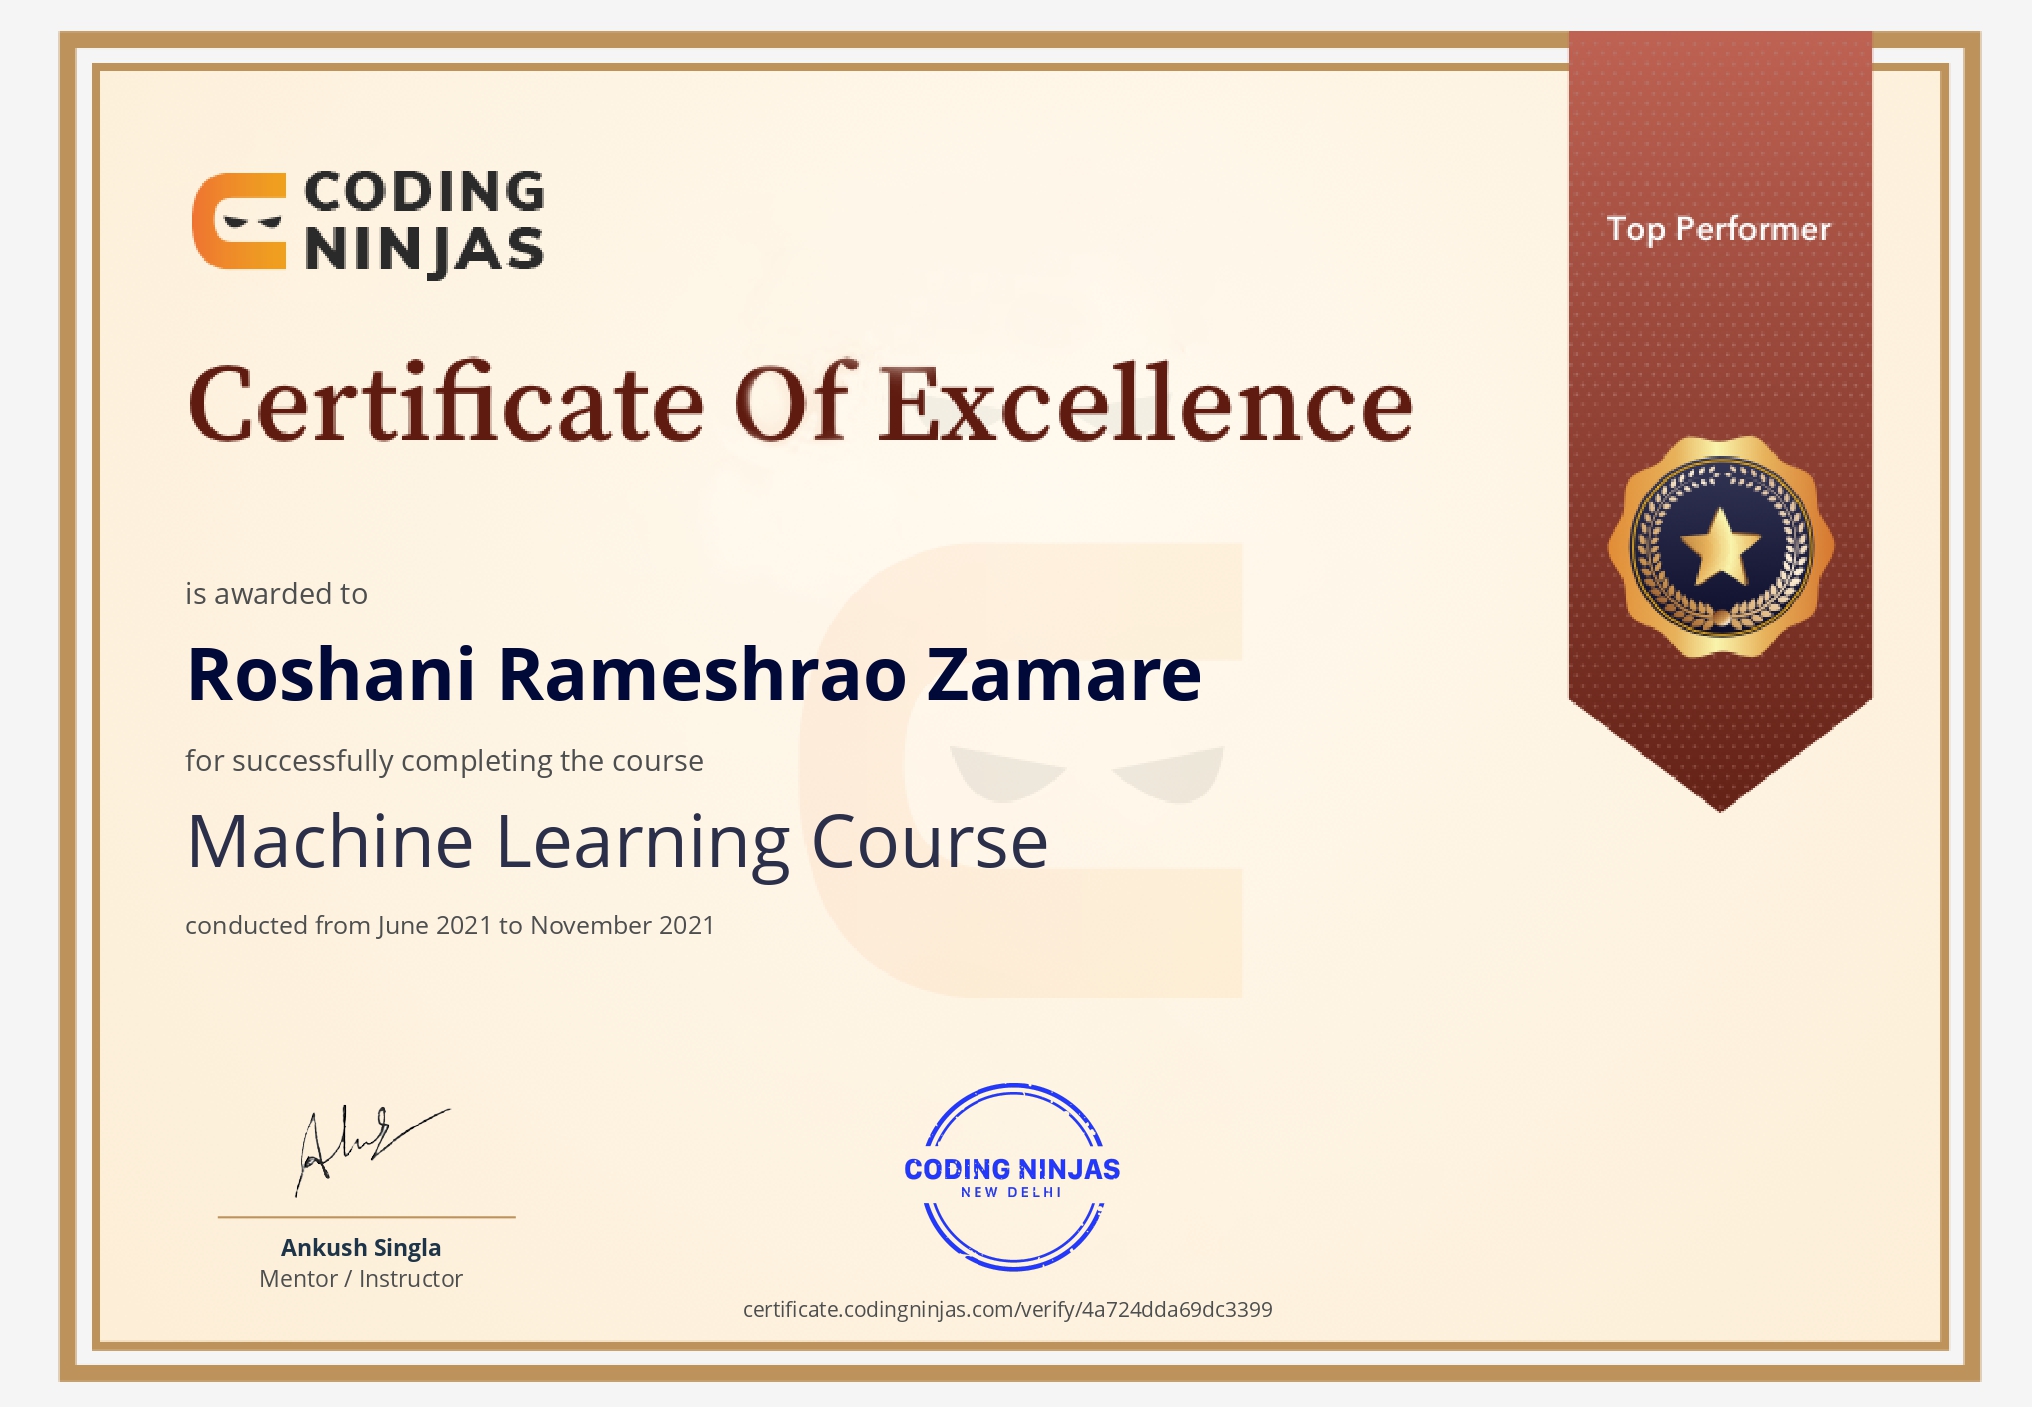 CODING
NINJAS
Top Performer
Certificate Of Excellence
is awarded to
Roshani Rameshrao Zamare
for successfully completing the course
Machine Learning Course
conducted from June 2021 to November 2021
CODING NINJAS
NEW DELHI
Ankush Singla
Mentor / Instructor
certificate.codingninjas.com/verify/4a724dda69dc3399